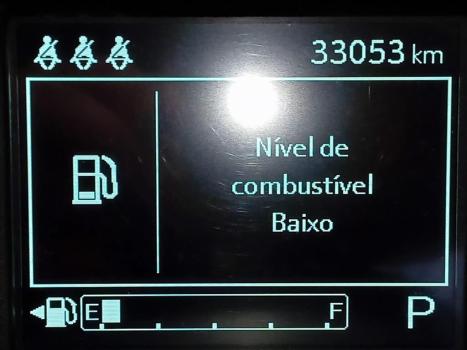 33053 km
Nível de
combustível
Baixo
E F P